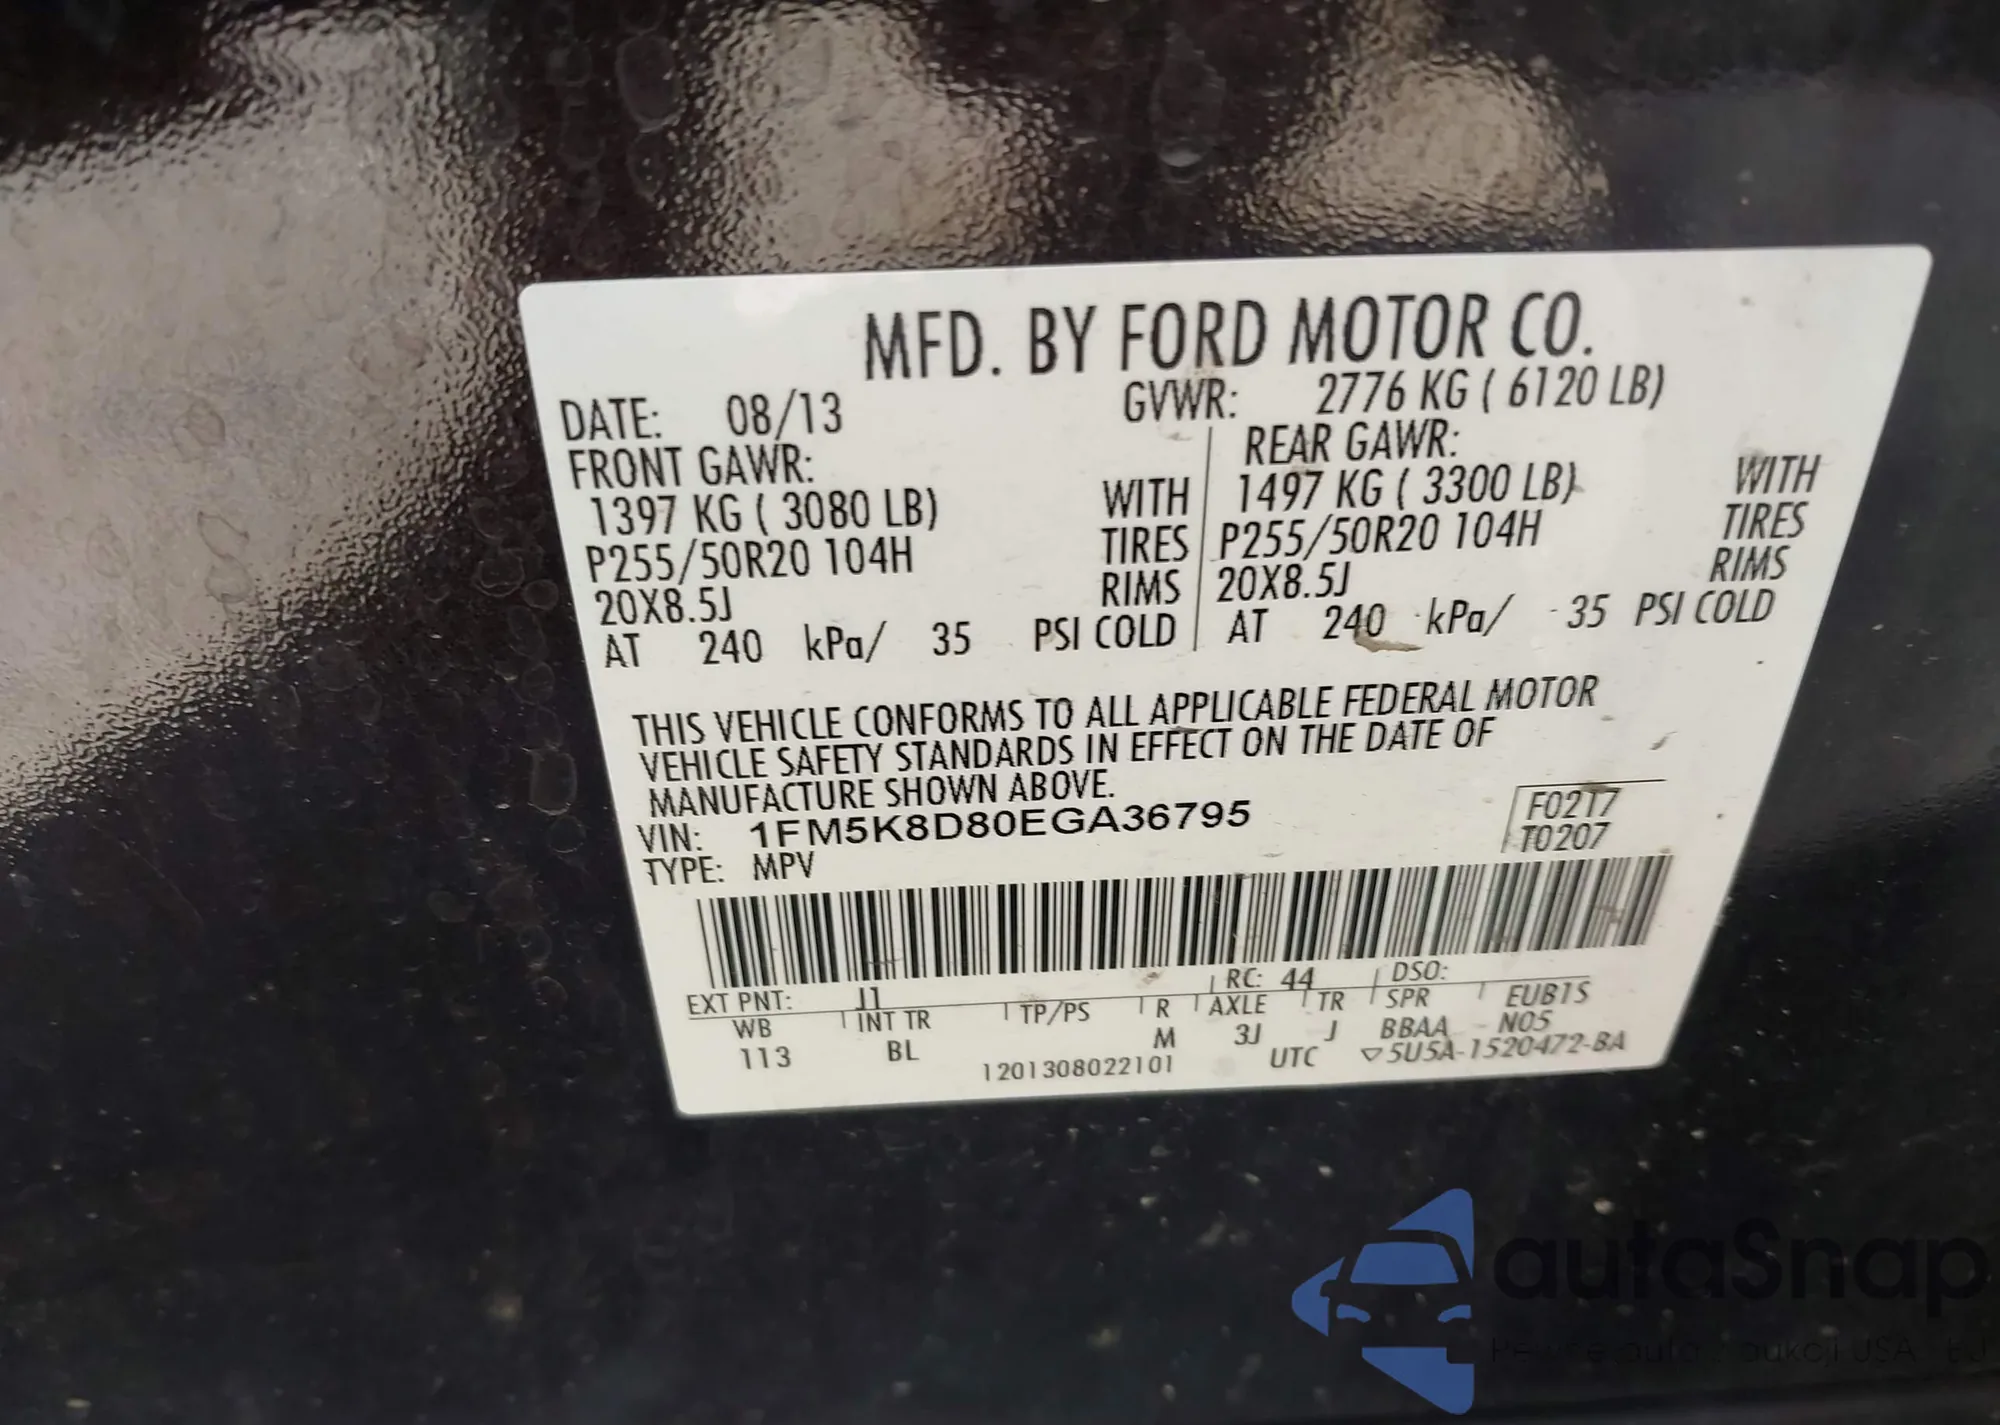 MFD. BY FORD MOTOR CO.
DATE: 08/13 GVWR: 2776 KG ( 6120 LB)
FRONT GAWR: REAR GAWR:
1397 KG ( 3080 LB) WITH 1497 KG ( 3300 LB) WITH
P255/50R20 104H TIRES P255/50R20 104H TIRES
20X8.5J RIMS 20X8.5J RIMS
AT 240 kPa/ 35 PSI COLD AT 240 kPa/ 35 PSI COLD
THIS VEHICLE CONFORMS TO ALL APPLICABLE FEDERAL MOTOR
VEHICLE SAFETY STANDARDS IN EFFECT ON THE DATE OF
MANUFACTURE SHOWN ABOVE.
VIN: 1FM5K8D80EGA36795 F0217
TYPE: MPV T0207
EXT PNT: J1 RC: 44 DSO:
WB INT TR TP/PS R AXLE TR SPR EUB1S
113 BL M 3J J BBAA N05
1201308022101 UTC ▽5U5A-1520472-BA
autaSnap
auta aukcji USA